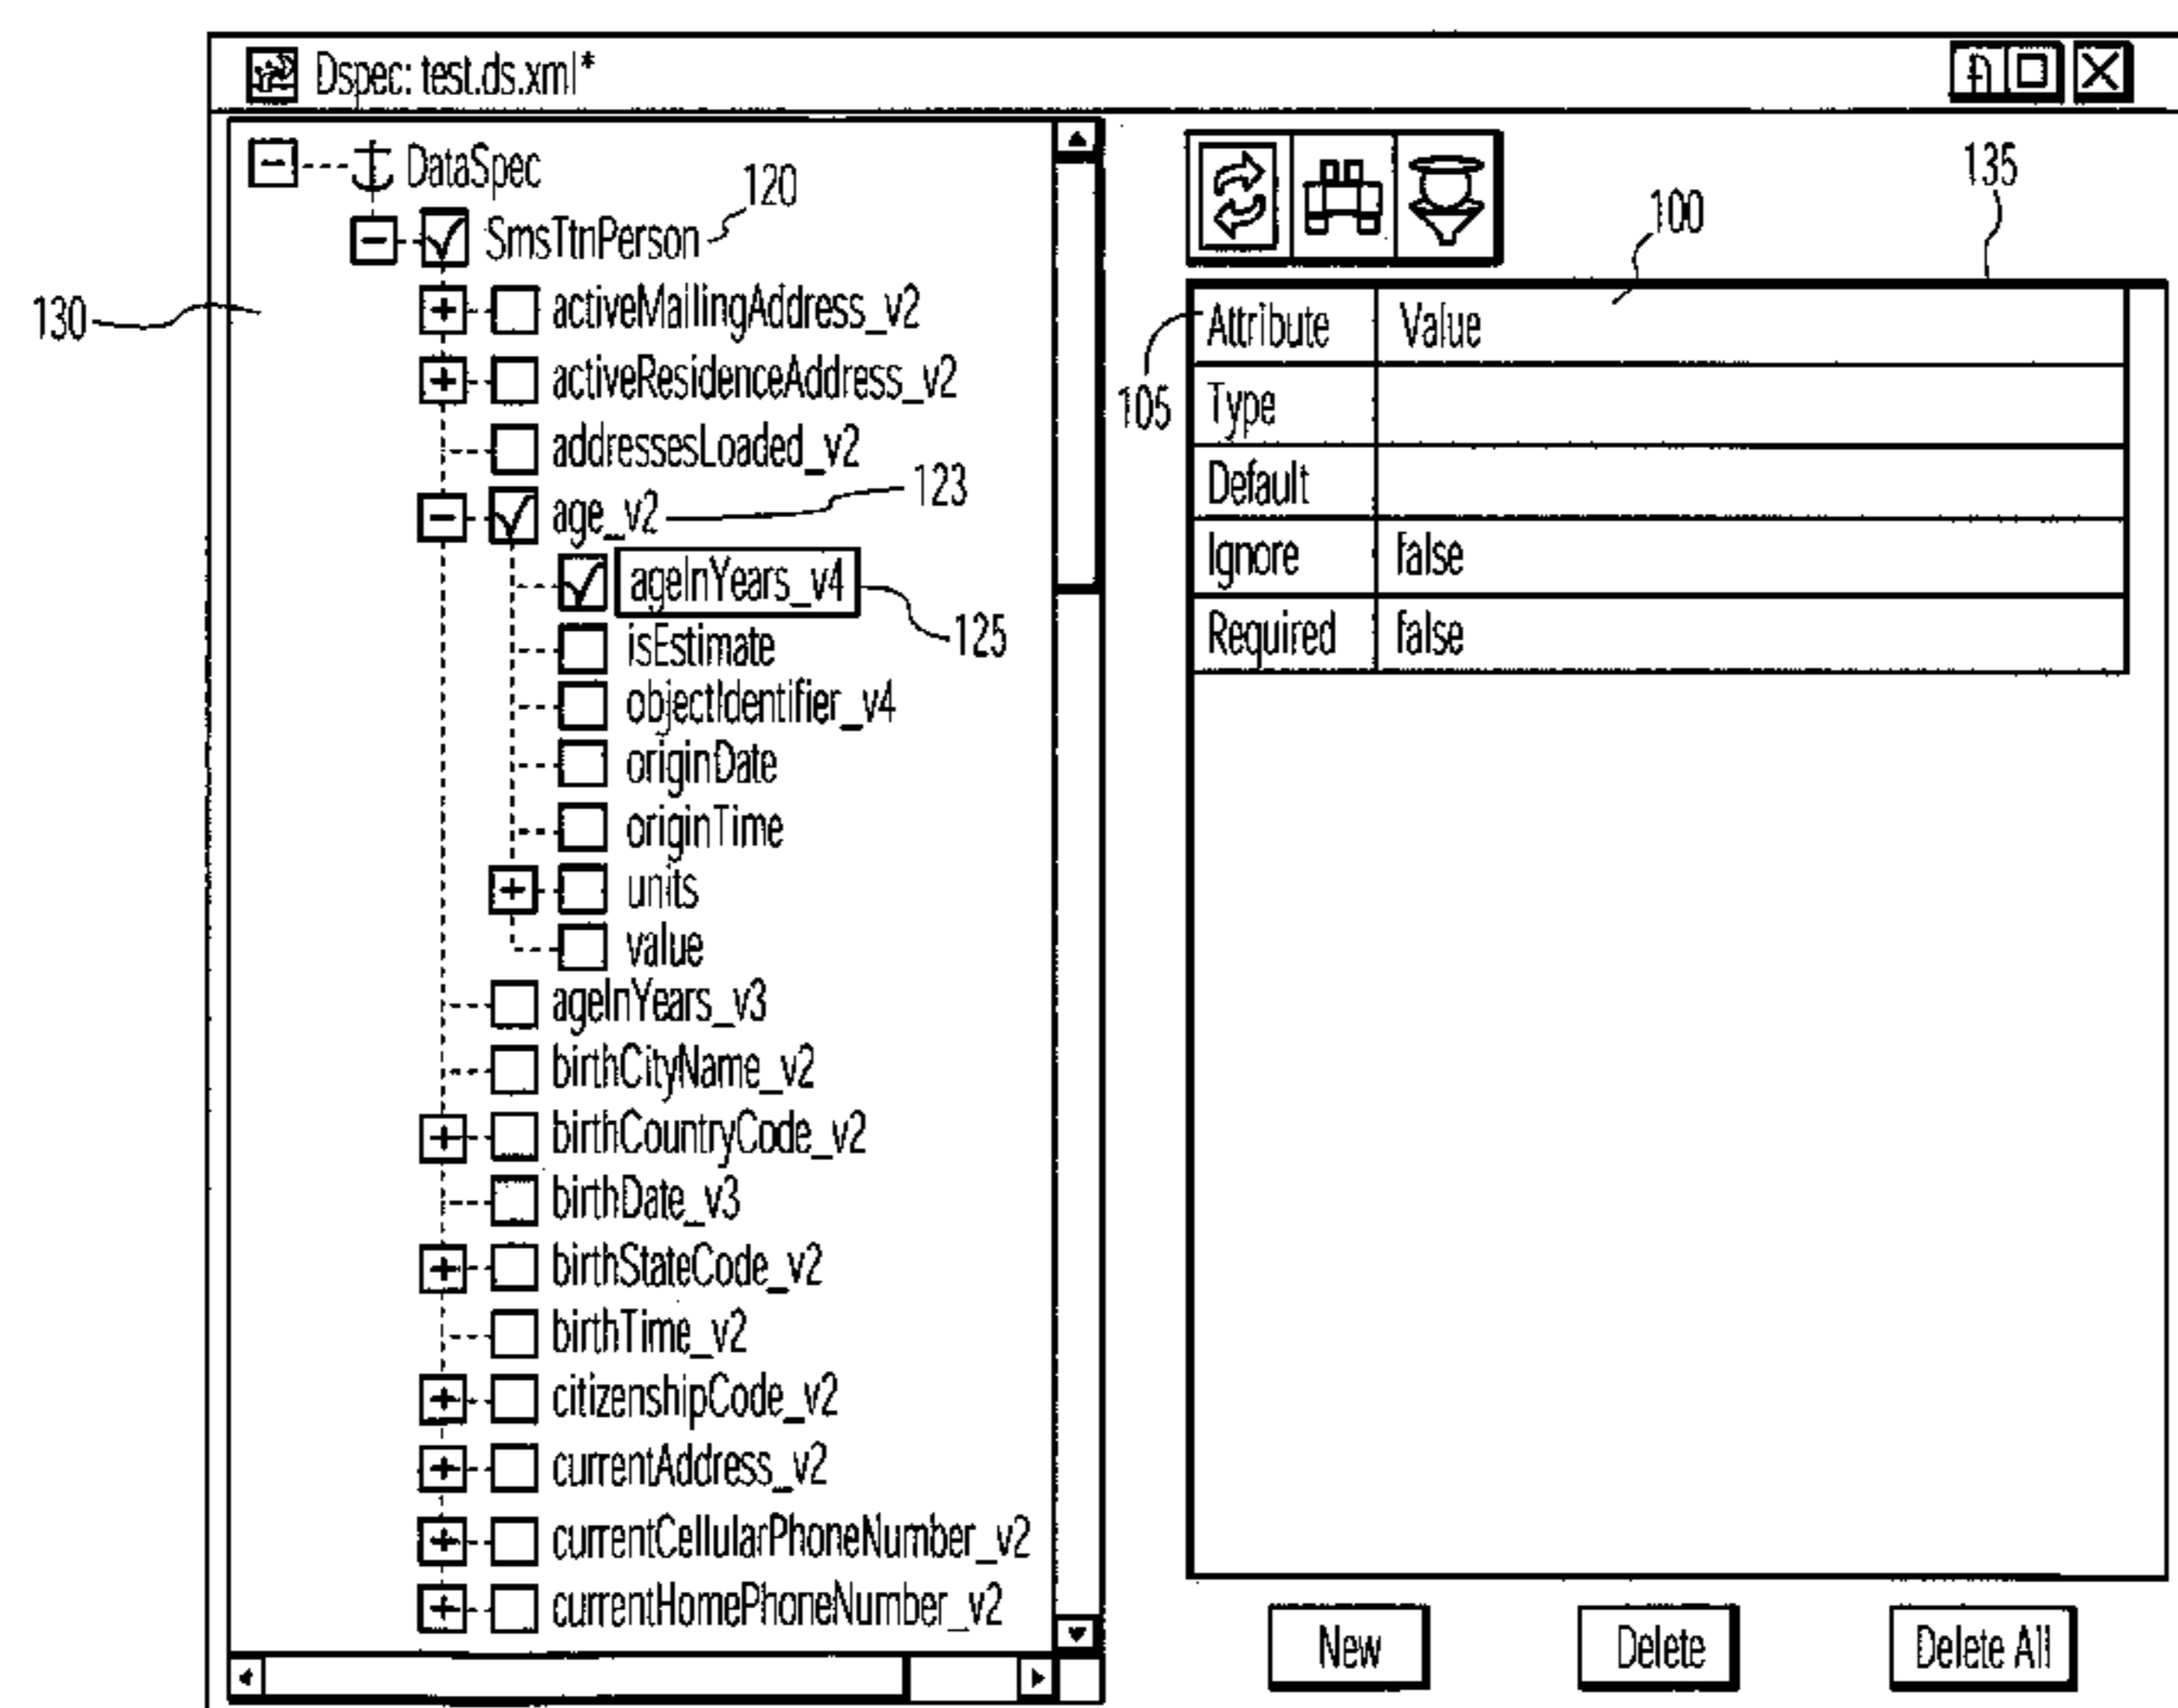 Dspec: test.ds.xml*
DataSpec
SmsTtnPerson 120
130
activeMailingAddress_v2
activeResidenceAddress_v2
addressesLoaded_v2
age_v2 123
ageInYears_v4 125
isEstimate
objectIdentifier_v4
originDate
originTime
units
value
ageInYears_v3
birthCityName_v2
birthCountryCode_v2
birthDate_v3
birthStateCode_v2
birthTime_v2
citizenshipCode_v2
currentAddress_v2
currentCellularPhoneNumber_v2
currentHomePhoneNumber_v2
100 135
105
Attribute Value
Type
Default
Ignore false
Required false
New Delete Delete All